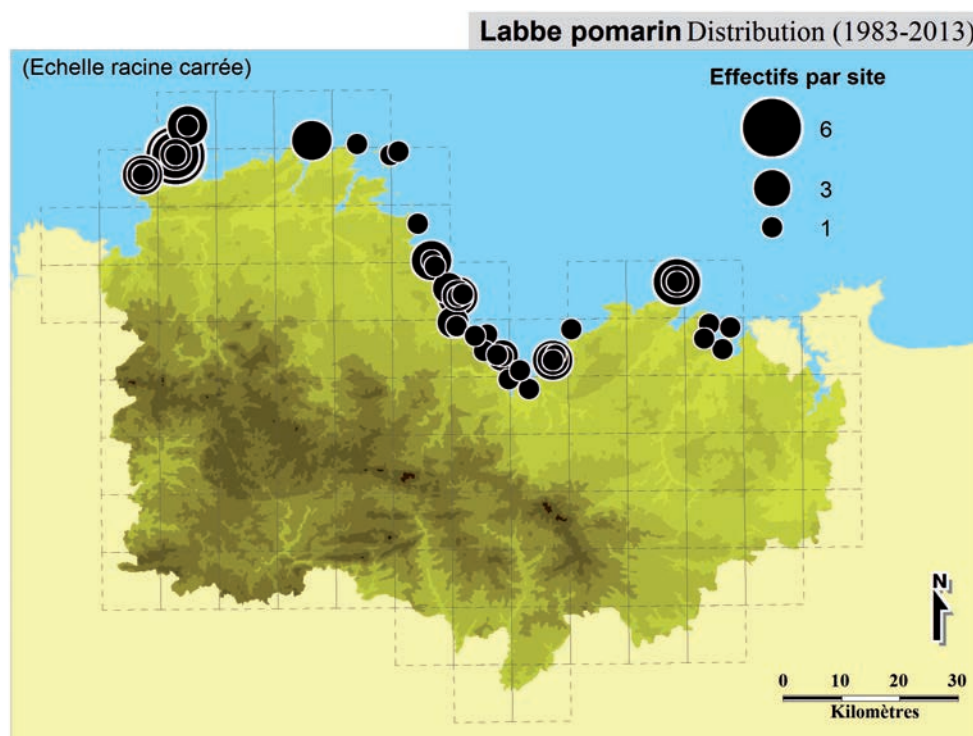 Labbe pomarin Distribution (1983-2013)
(Echelle racine carrée)
Effectifs par site
6
3
1
N
0 10 20 30
Kilomètres